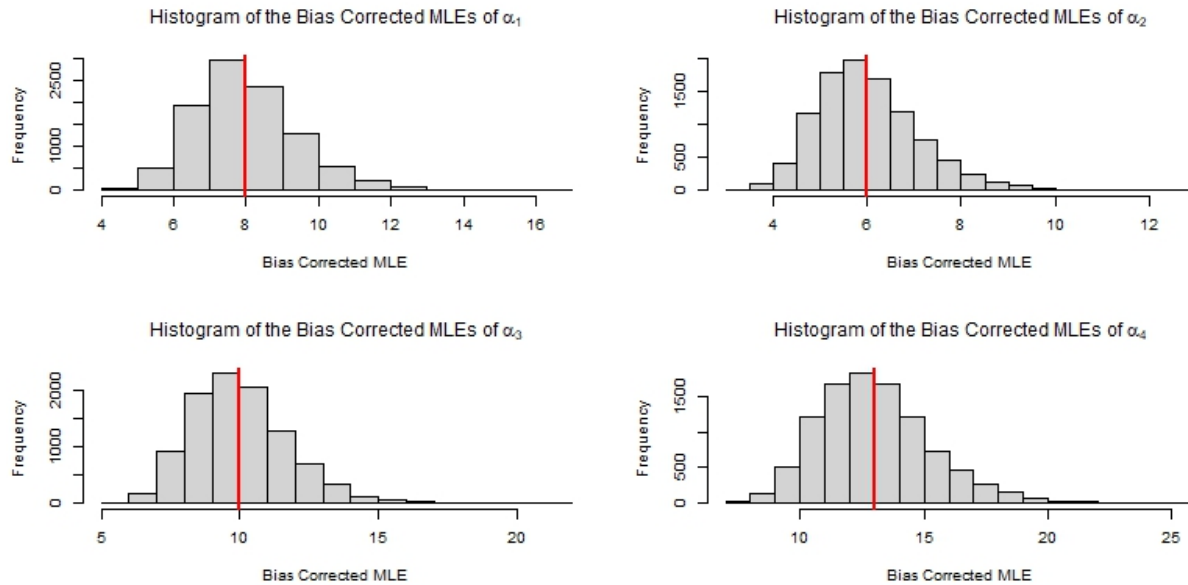 Histogram of the Bias Corrected MLEs of α₁
Frequency
2500
1000
0
4 6 8 10 12 14 16
Bias Corrected MLE
Histogram of the Bias Corrected MLEs of α₂
Frequency
1500
500
0
4 6 8 10 12
Bias Corrected MLE
Histogram of the Bias Corrected MLEs of α₃
Frequency
2000
1000
0
5 10 15 20
Bias Corrected MLE
Histogram of the Bias Corrected MLEs of α₄
Frequency
1500
500
0
10 15 20 25
Bias Corrected MLE